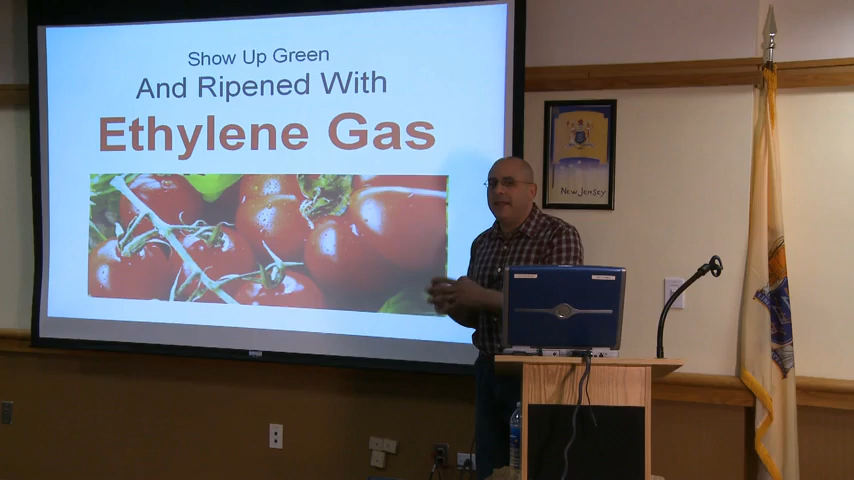 Show Up Green
And Ripened With
Ethylene Gas
New Jersey